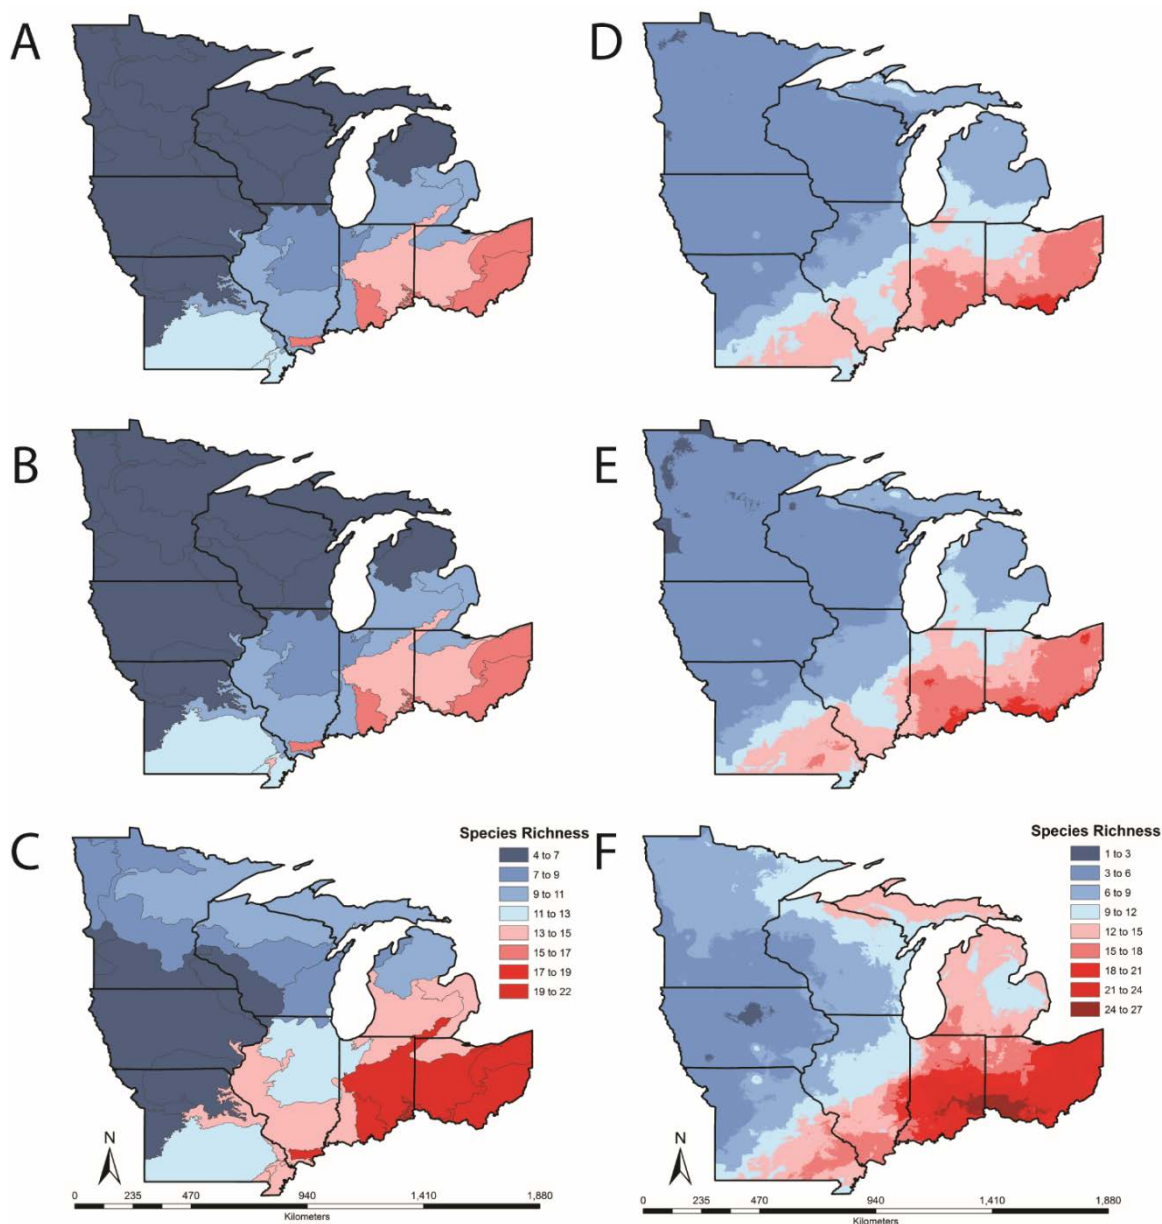 A
D
B
E
C
Species Richness
4 to 7
7 to 9
9 to 11
11 to 13
13 to 15
15 to 17
17 to 19
19 to 22
N
0 235 470 940 1,410 1,880
Kilometers
F
Species Richness
1 to 3
3 to 6
6 to 9
9 to 12
12 to 15
15 to 18
18 to 21
21 to 24
24 to 27
N
0 235 470 940 1,410 1,880
Kilometers